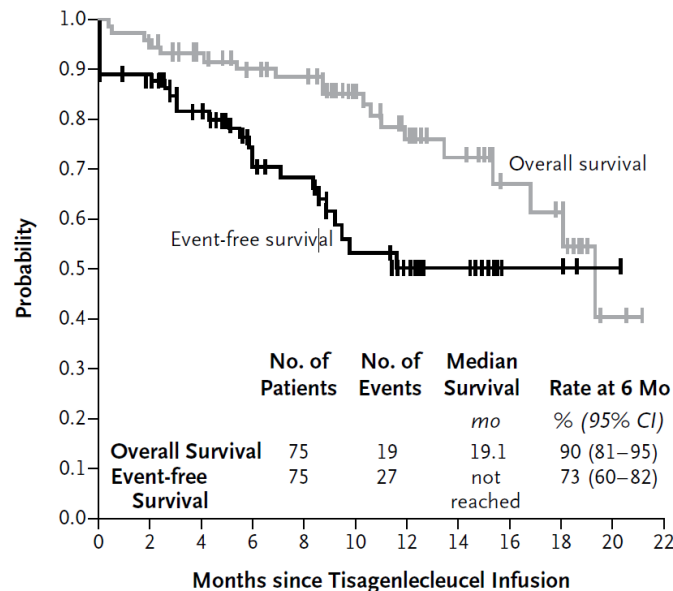 1.0
0.9
0.8
0.7
0.6
0.5
0.4
0.3
0.2
0.1
0.0
Probability
Overall survival
Event-free survival
No. of Patients No. of Events Median Survival Rate at 6 Mo
mo % (95% CI)
Overall Survival 75 19 19.1 90 (81–95)
Event-free Survival 75 27 not reached 73 (60–82)
0 2 4 6 8 10 12 14 16 18 20 22
Months since Tisagenlecleucel Infusion